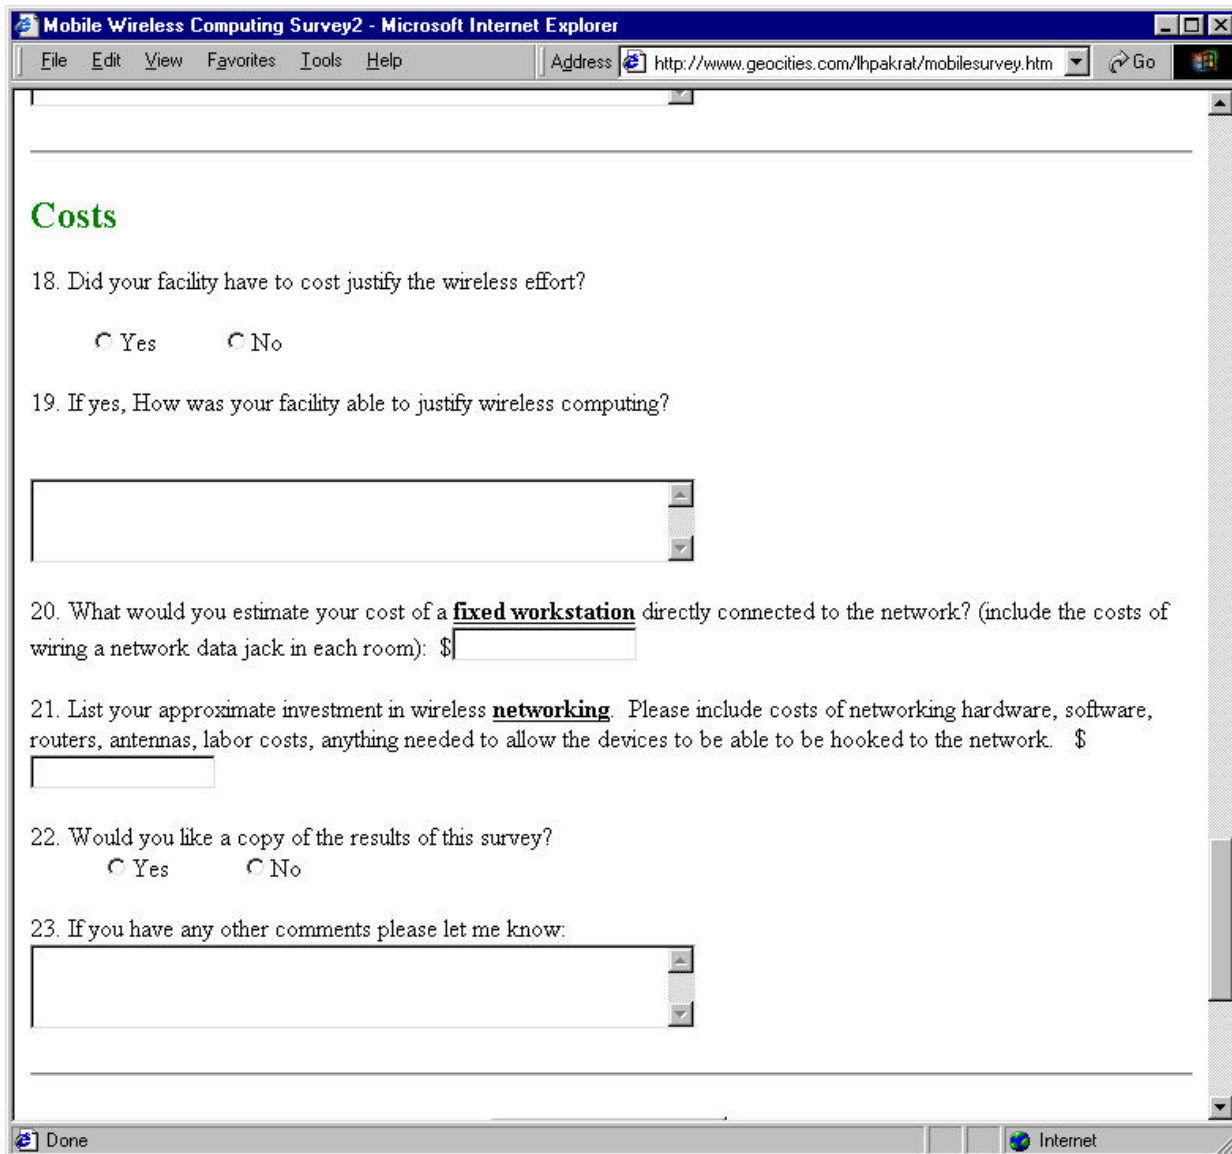 Mobile Wireless Computing Survey2 - Microsoft Internet Explorer
File Edit View Favorites Tools Help Address http://www.geocities.com/lhpakrat/mobilesurvey.htm Go
Costs
18. Did your facility have to cost justify the wireless effort?
Yes No
19. If yes, How was your facility able to justify wireless computing?
20. What would you estimate your cost of a fixed workstation directly connected to the network? (include the costs of
wiring a network data jack in each room): $
21. List your approximate investment in wireless networking. Please include costs of networking hardware, software,
routers, antennas, labor costs, anything needed to allow the devices to be able to be hooked to the network. $
22. Would you like a copy of the results of this survey?
Yes No
23. If you have any other comments please let me know:
Done Internet